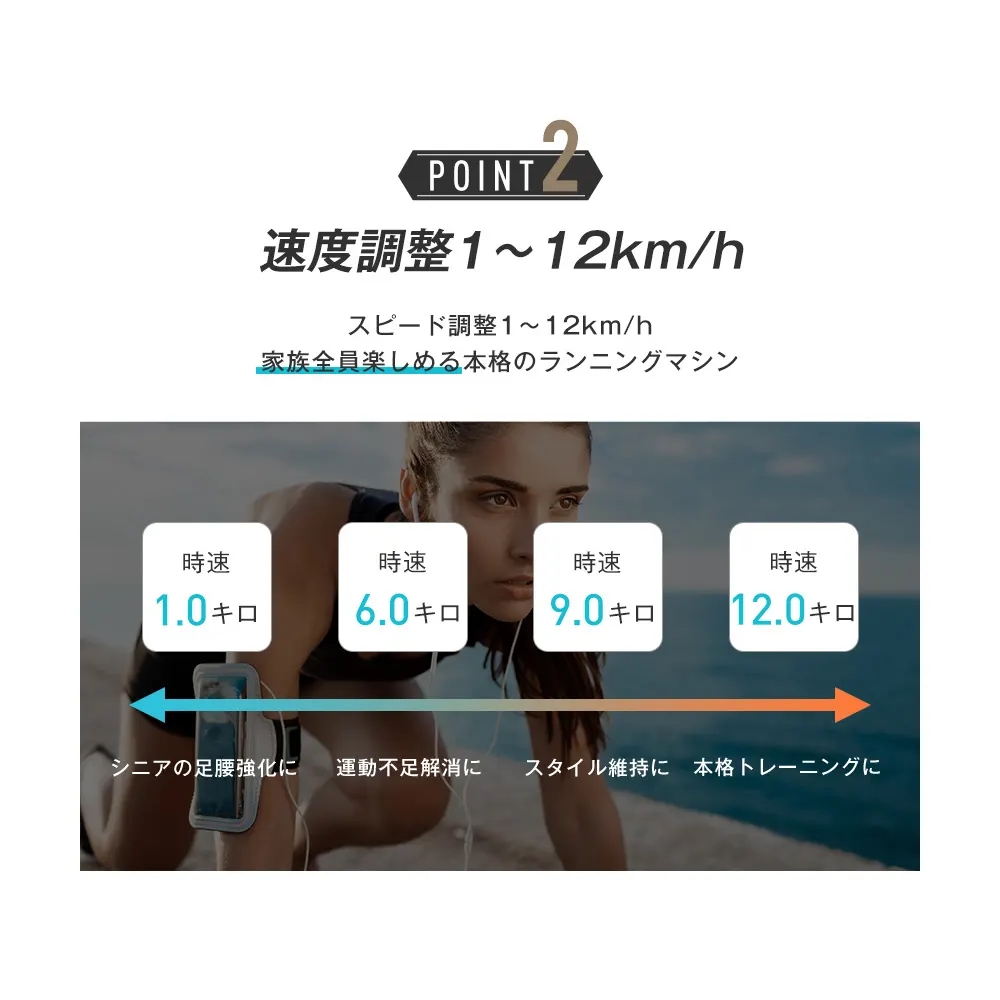 POINT 2
速度調整1～12km/h
スピード調整1～12km/h
家族全員楽しめる本格のランニングマシン
時速
1.0キロ
時速
6.0キロ
時速
9.0キロ
時速
12.0キロ
シニアの足腰強化に
運動不足解消に
スタイル維持に
本格トレーニングに